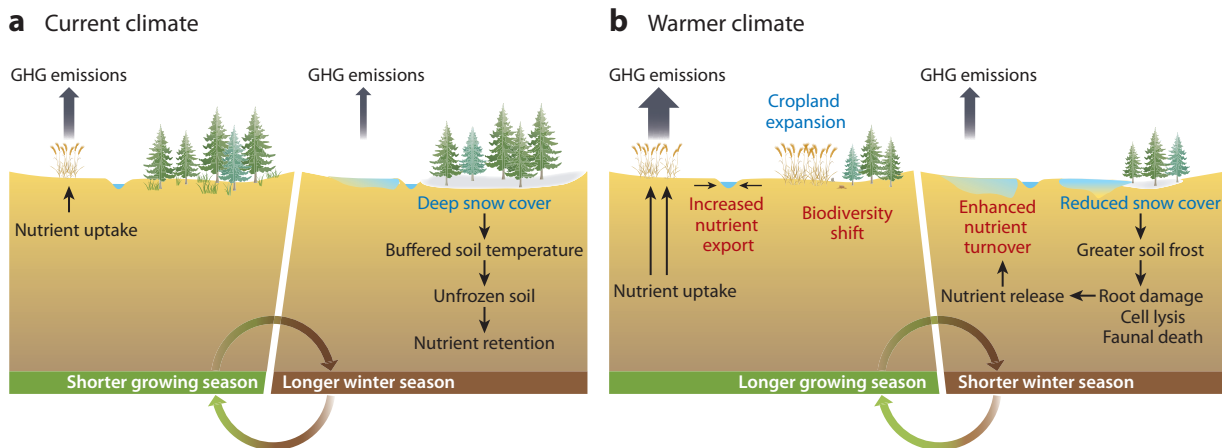 a Current climate
GHG emissions
GHG emissions
Nutrient uptake
Deep snow cover
Buffered soil temperature
Unfrozen soil
Nutrient retention
Shorter growing season
Longer winter season
b Warmer climate
GHG emissions
Cropland
expansion
GHG emissions
Nutrient uptake
Increased
nutrient
export
Biodiversity
shift
Enhanced
nutrient
turnover
Reduced snow cover
Greater soil frost
Nutrient release
Root damage
Cell lysis
Faunal death
Longer growing season
Shorter winter season